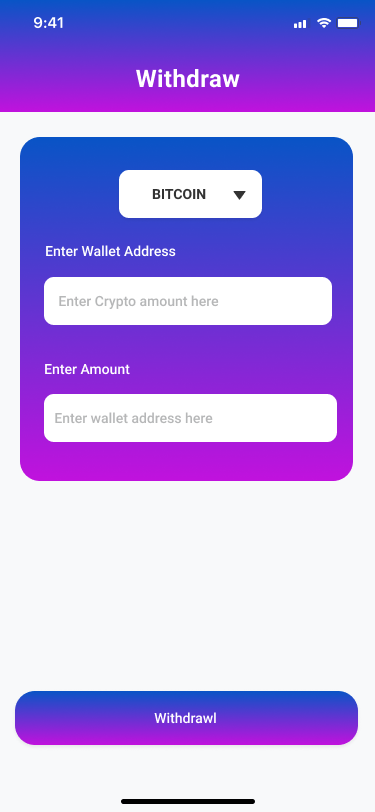 9:41
Withdraw
BITCOIN
Enter Wallet Address
Enter Crypto amount here
Enter Amount
Enter wallet address here
Withdrawl